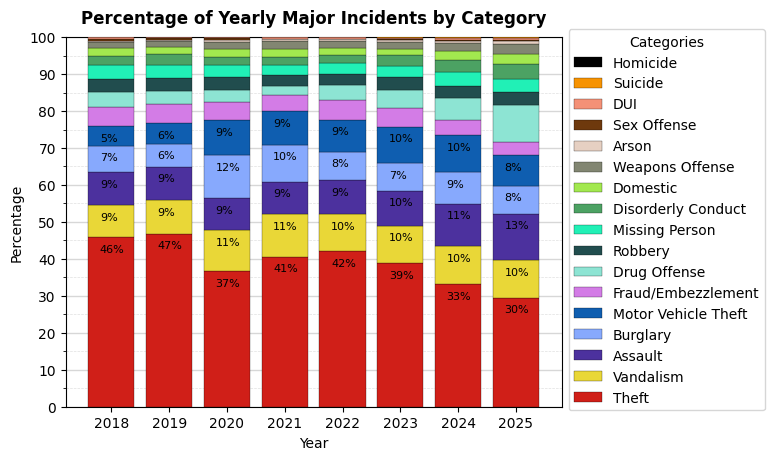 Percentage of Yearly Major Incidents by Category
Percentage
100
90
80
70
60
50
40
30
20
10
0
5%
7%
9%
9%
46%
6%
6%
9%
9%
47%
9%
12%
9%
11%
37%
9%
10%
9%
11%
41%
9%
8%
9%
10%
42%
10%
7%
10%
10%
39%
10%
9%
11%
10%
33%
8%
8%
13%
10%
30%
2018 2019 2020 2021 2022 2023 2024 2025
Year
Categories
Homicide
Suicide
DUI
Sex Offense
Arson
Weapons Offense
Domestic
Disorderly Conduct
Missing Person
Robbery
Drug Offense
Fraud/Embezzlement
Motor Vehicle Theft
Burglary
Assault
Vandalism
Theft